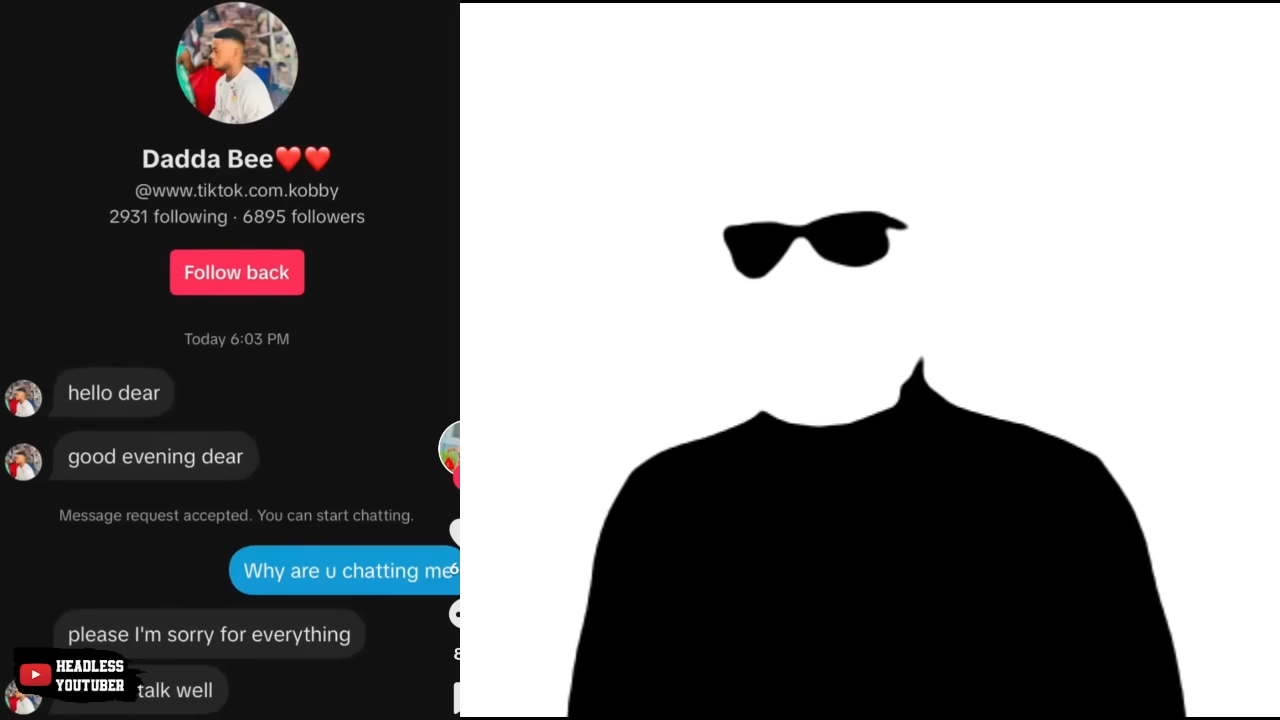 Dadda Bee❤️❤️
@www.tiktok.com.kobby
2931 following · 6895 followers
Follow back
Today 6:03 PM
hello dear
good evening dear
Message request accepted. You can start chatting.
Why are u chatting me
6
please I'm sorry for everything
8
HEADLESS
YOUTUBER
talk well